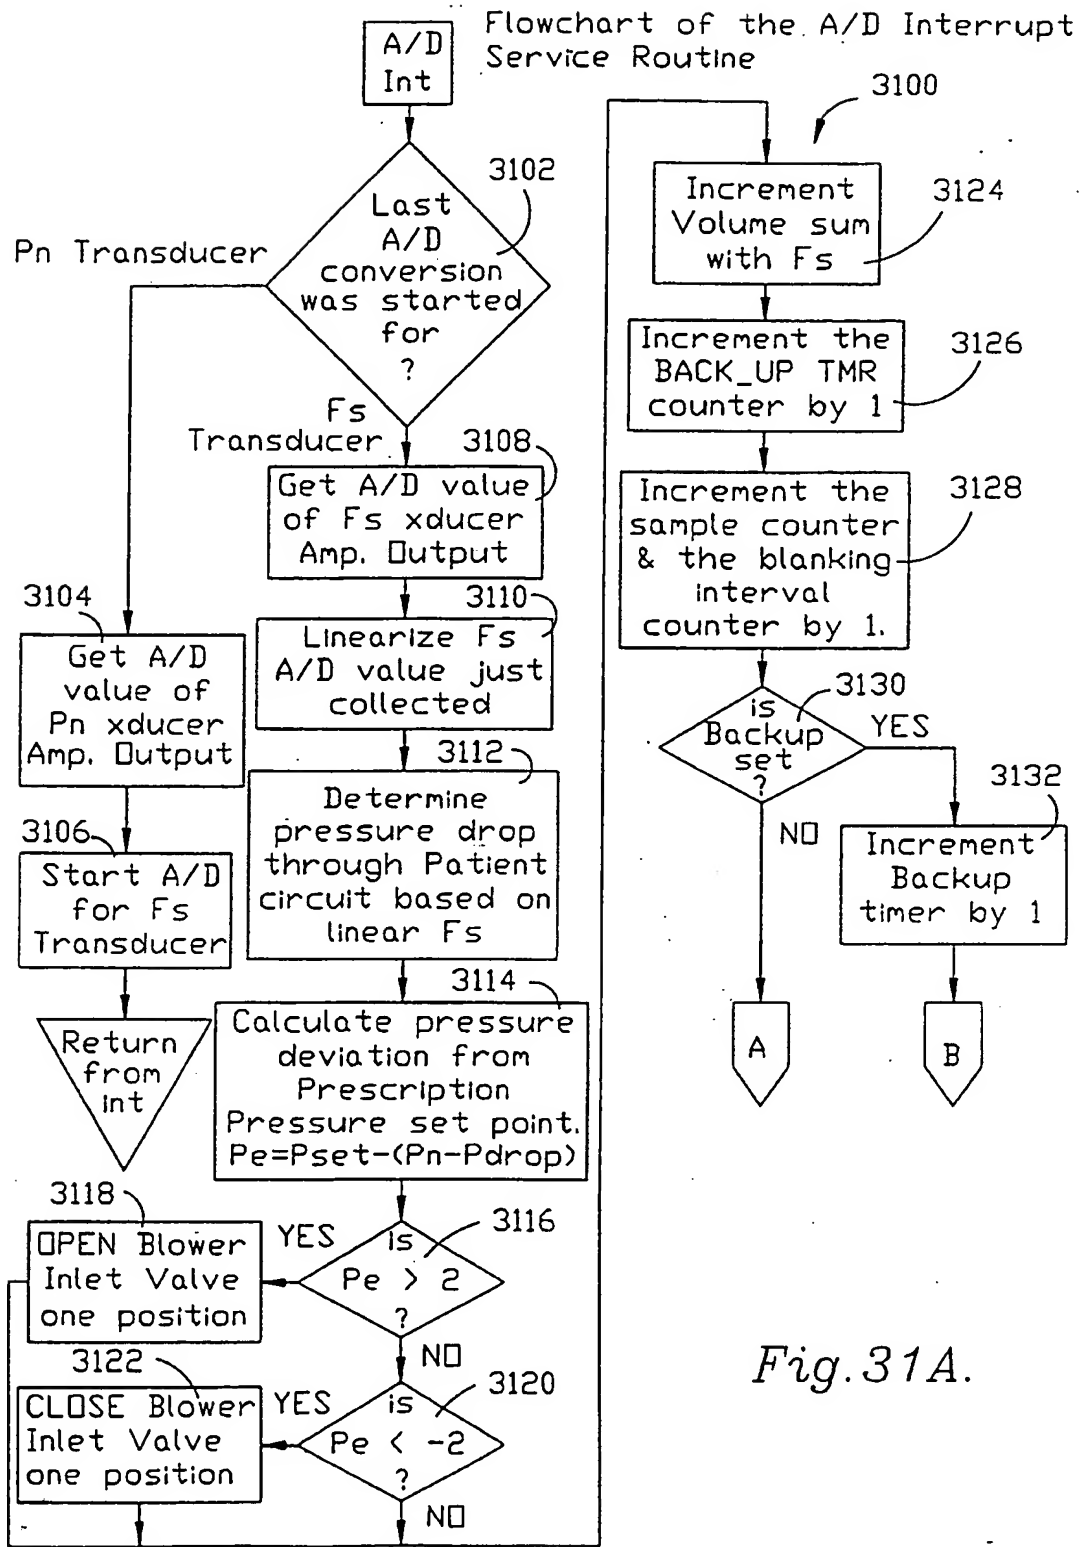 Flowchart of the A/D Interrupt
Service Routine
A/D
Int
3100
3102
Last
A/D
conversion
was started
for
?
Pn Transducer
Fs
Transducer
3104
Get A/D
value of
Pn xducer
Amp. Output
3106
Start A/D
for Fs
Transducer
Return
from
int
3108
Get A/D value
of Fs xducer
Amp. Output
3110
Linearize Fs
A/D value just
collected
3112
Determine
pressure drop
through Patient
circuit based on
linear Fs
3114
Calculate pressure
deviation from
Prescription
Pressure set point.
Pe=Pset-(Pn-Pdrop)
3116
is
Pe > 2
?
YES
NO
3118
OPEN Blower
Inlet Valve
one position
3120
is
Pe < -2
?
YES
NO
3122
CLOSE Blower
Inlet Valve
one position
3124
Increment
Volume sum
with Fs
3126
Increment the
BACK_UP TMR
counter by 1
3128
Increment the
sample counter
& the blanking
interval
counter by 1.
3130
is
Backup
set
?
YES
NO
3132
Increment
Backup
timer by 1
A
B
Fig.31A.